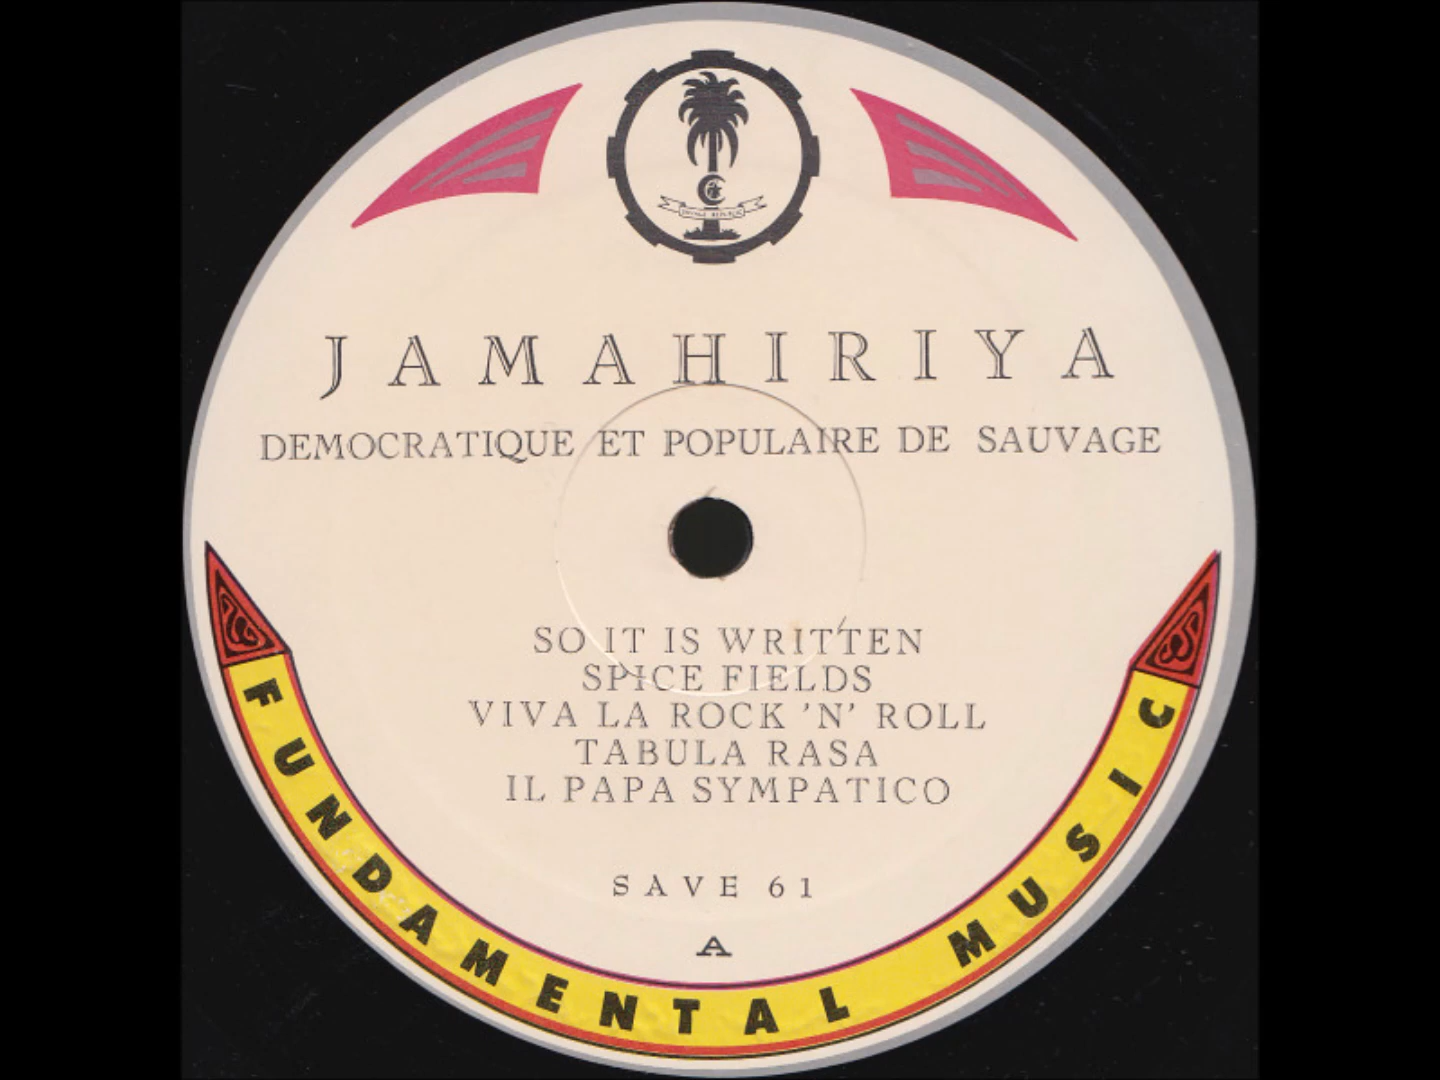 JAMAHIRIYA
DEMOCRATIQUE ET POPULAIRE DE SAUVAGE
SO IT IS WRITTEN
SPICE FIELDS
VIVA LA ROCK 'N' ROLL
TABULA RASA
IL PAPA SYMPATICO
SAVE 61
A
FUNDAMENTAL MUSIC